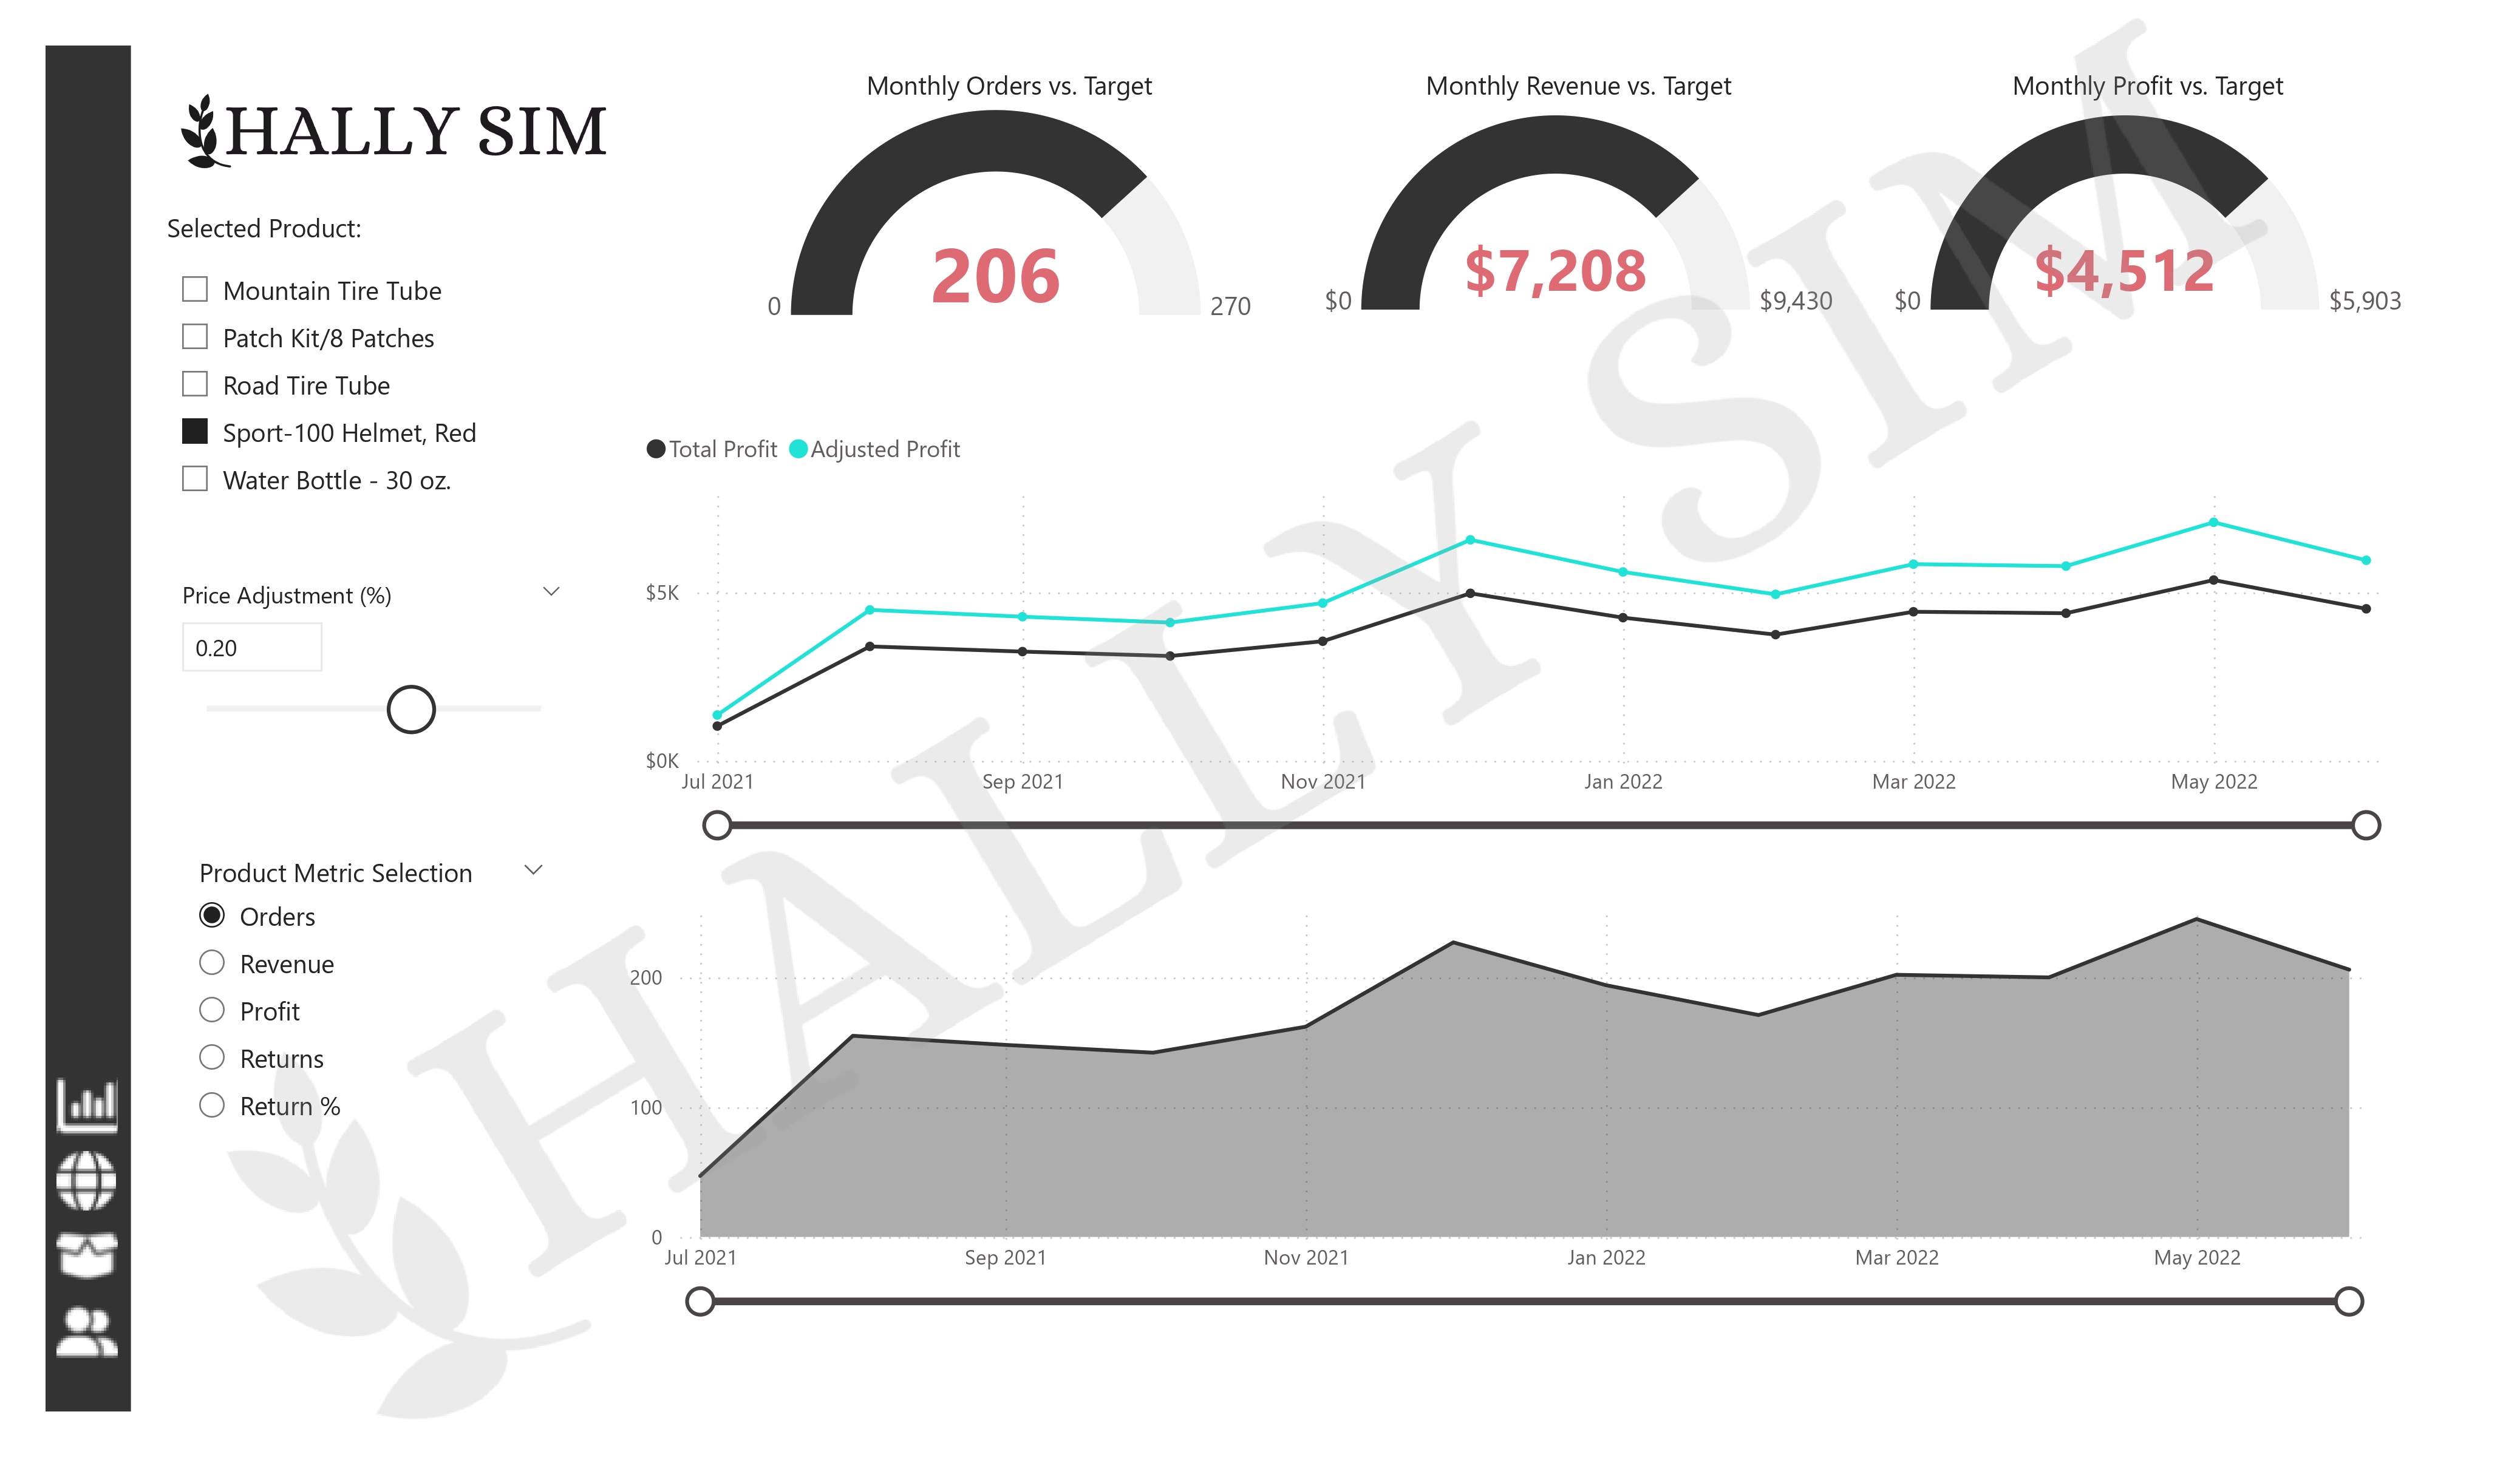 HALLY SIM
Selected Product:
Mountain Tire Tube
Patch Kit/8 Patches
Road Tire Tube
Sport-100 Helmet, Red
Water Bottle - 30 oz.
Price Adjustment (%)
0.20
Product Metric Selection
Orders
Revenue
Profit
Returns
Return %
Monthly Orders vs. Target
206
0
270
Monthly Revenue vs. Target
$7,208
$0
$9,430
Monthly Profit vs. Target
$4,512
$0
$5,903
Total Profit Adjusted Profit
$5K
$0K
Jul 2021 Sep 2021 Nov 2021 Jan 2022 Mar 2022 May 2022
200
100
0
Jul 2021 Sep 2021 Nov 2021 Jan 2022 Mar 2022 May 2022
HALLY SIM